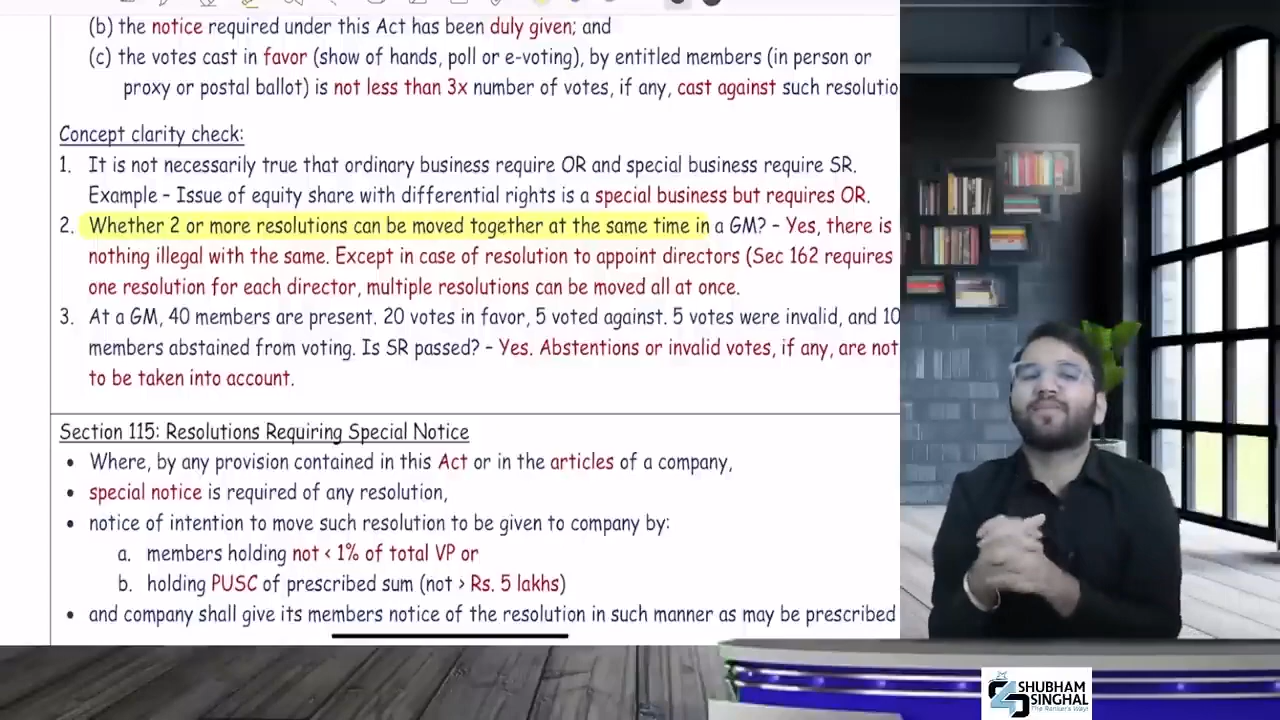 (b) the notice required under this Act has been duly given; and
(c) the votes cast in favor (show of hands, poll or e-voting), by entitled members (in person or
proxy or postal ballot) is not less than 3x number of votes, if any, cast against such resolutio
Concept clarity check:
1. It is not necessarily true that ordinary business require OR and special business require SR.
Example – Issue of equity share with differential rights is a special business but requires OR.
2. Whether 2 or more resolutions can be moved together at the same time in a GM? – Yes, there is
nothing illegal with the same. Except in case of resolution to appoint directors (Sec 162 requires
one resolution for each director, multiple resolutions can be moved all at once.
3. At a GM, 40 members are present. 20 votes in favor, 5 voted against. 5 votes were invalid, and 10
members abstained from voting. Is SR passed? – Yes. Abstentions or invalid votes, if any, are not
to be taken into account.
Section 115: Resolutions Requiring Special Notice
• Where, by any provision contained in this Act or in the articles of a company,
• special notice is required of any resolution,
• notice of intention to move such resolution to be given to company by:
a. members holding not < 1% of total VP or
b. holding PUSC of prescribed sum (not > Rs. 5 lakhs)
• and company shall give its members notice of the resolution in such manner as may be prescribed
SHUBHAM
SINGHAL
The Rankers Way!